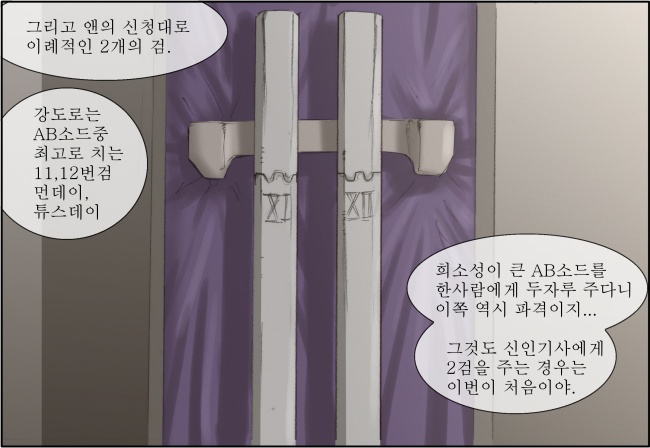 그리고 앤의 신청대로
이례적인 2개의 검.
강도로는
AB소드중
최고로 치는
11,12번검
먼데이,
튜스데이
XI
XII
희소성이 큰 AB소드를
한사람에게 두자루 주다니
이쪽 역시 파격이지...
그것도 신인기사에게
2검을 주는 경우는
이번이 처음이야.